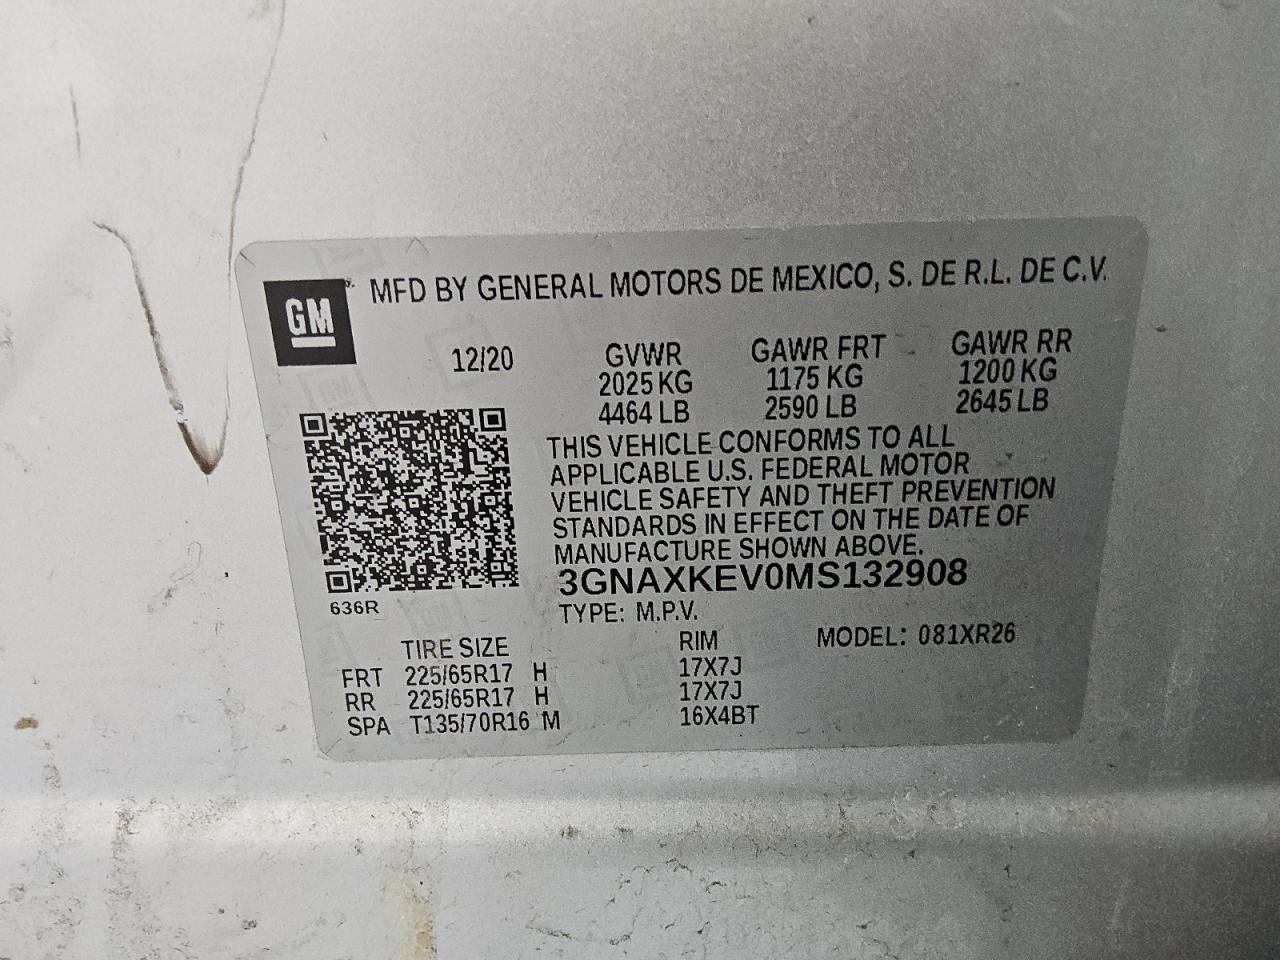 GM
MFD BY GENERAL MOTORS DE MEXICO, S. DE R.L. DE C.V.
12/20 GVWR GAWR FRT GAWR RR
2025 KG 1175 KG 1200 KG
4464 LB 2590 LB 2645 LB
THIS VEHICLE CONFORMS TO ALL
APPLICABLE U.S. FEDERAL MOTOR
VEHICLE SAFETY AND THEFT PREVENTION
STANDARDS IN EFFECT ON THE DATE OF
MANUFACTURE SHOWN ABOVE.
3GNAXKEV0MS132908
636R
TYPE: M.P.V.
TIRE SIZE RIM MODEL: 081XR26
FRT 225/65R17 H 17X7J
RR 225/65R17 H 17X7J
SPA T135/70R16 M 16X4BT